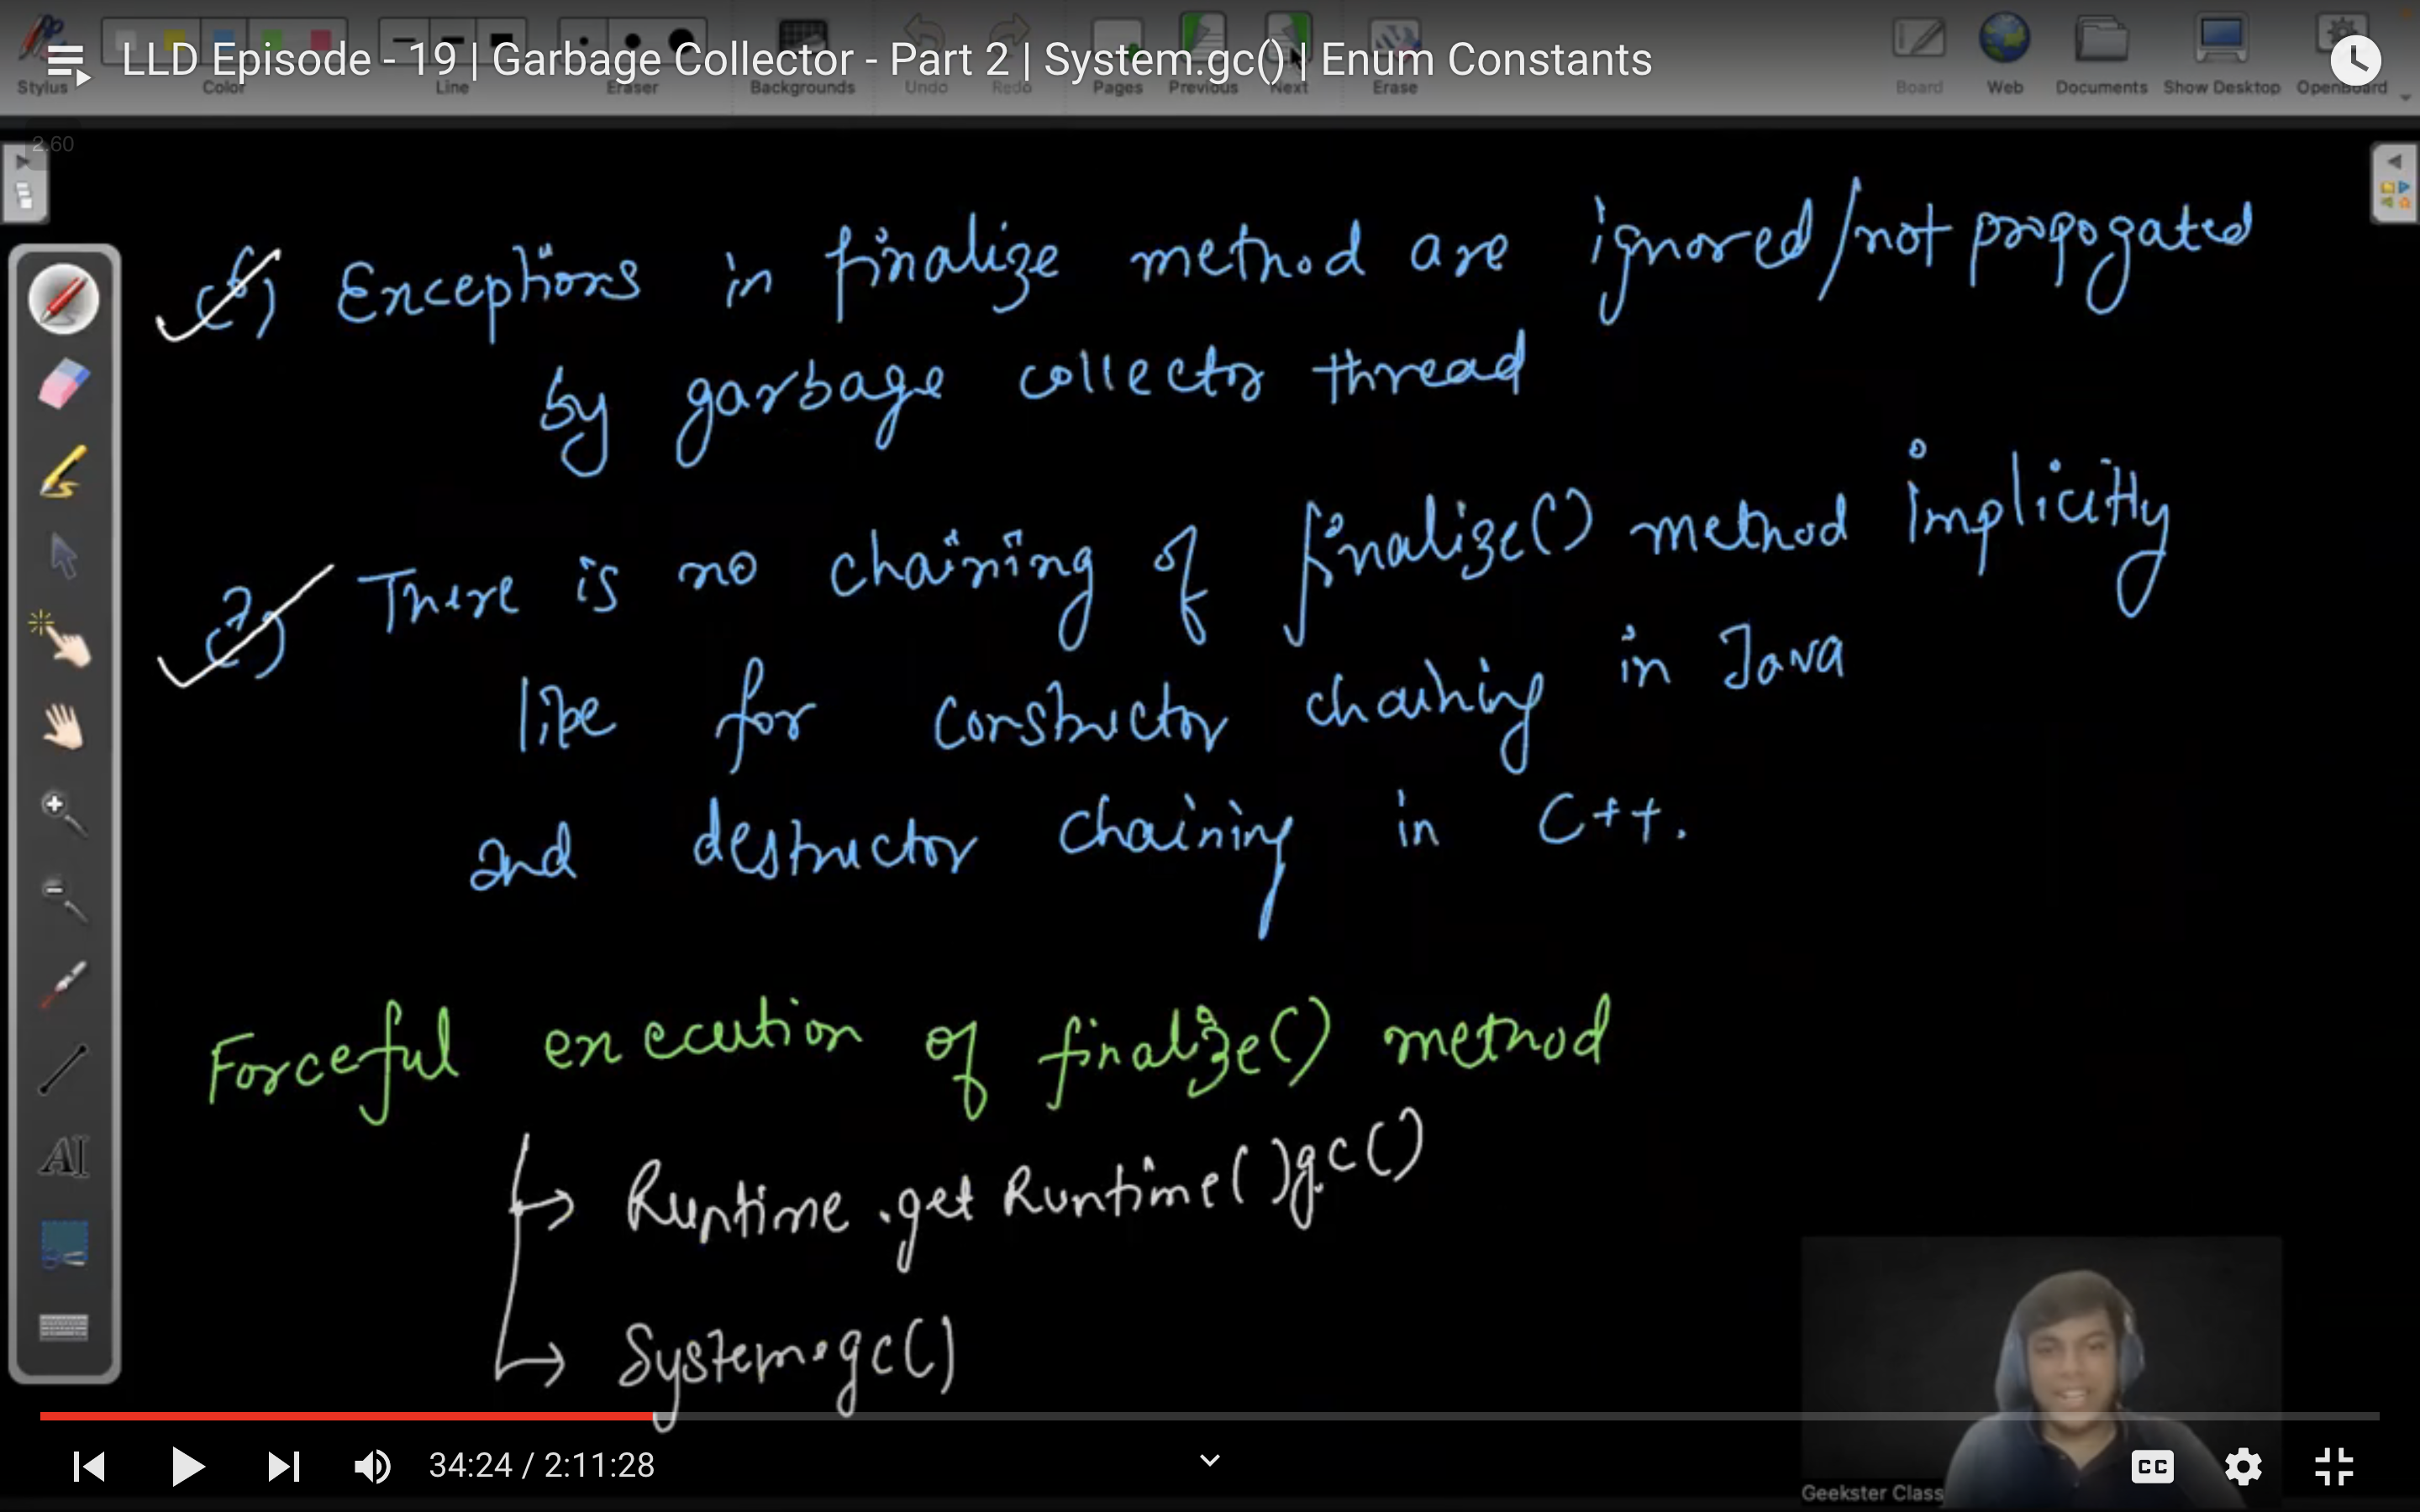 LLD Episode - 19 | Garbage Collector - Part 2 | System.gc() | Enum Constants
Stylus Color Line Eraser Backgrounds Undo Redo Pages Previous Next Erase Board Web Documents Show Desktop OpenBoard
2.60
(6) Exceptions in finalize method are ignored/not propogated
by garbage collector thread
(7) There is no chaining of finalize() method implicitly
like for constructor chaining in Java
and destructor chaining in C++.
Forceful execution of finalize() method
→ Runtime.getRuntime().gc()
→ System.gc()
AI
34:24 / 2:11:28
CC
Geekster Class